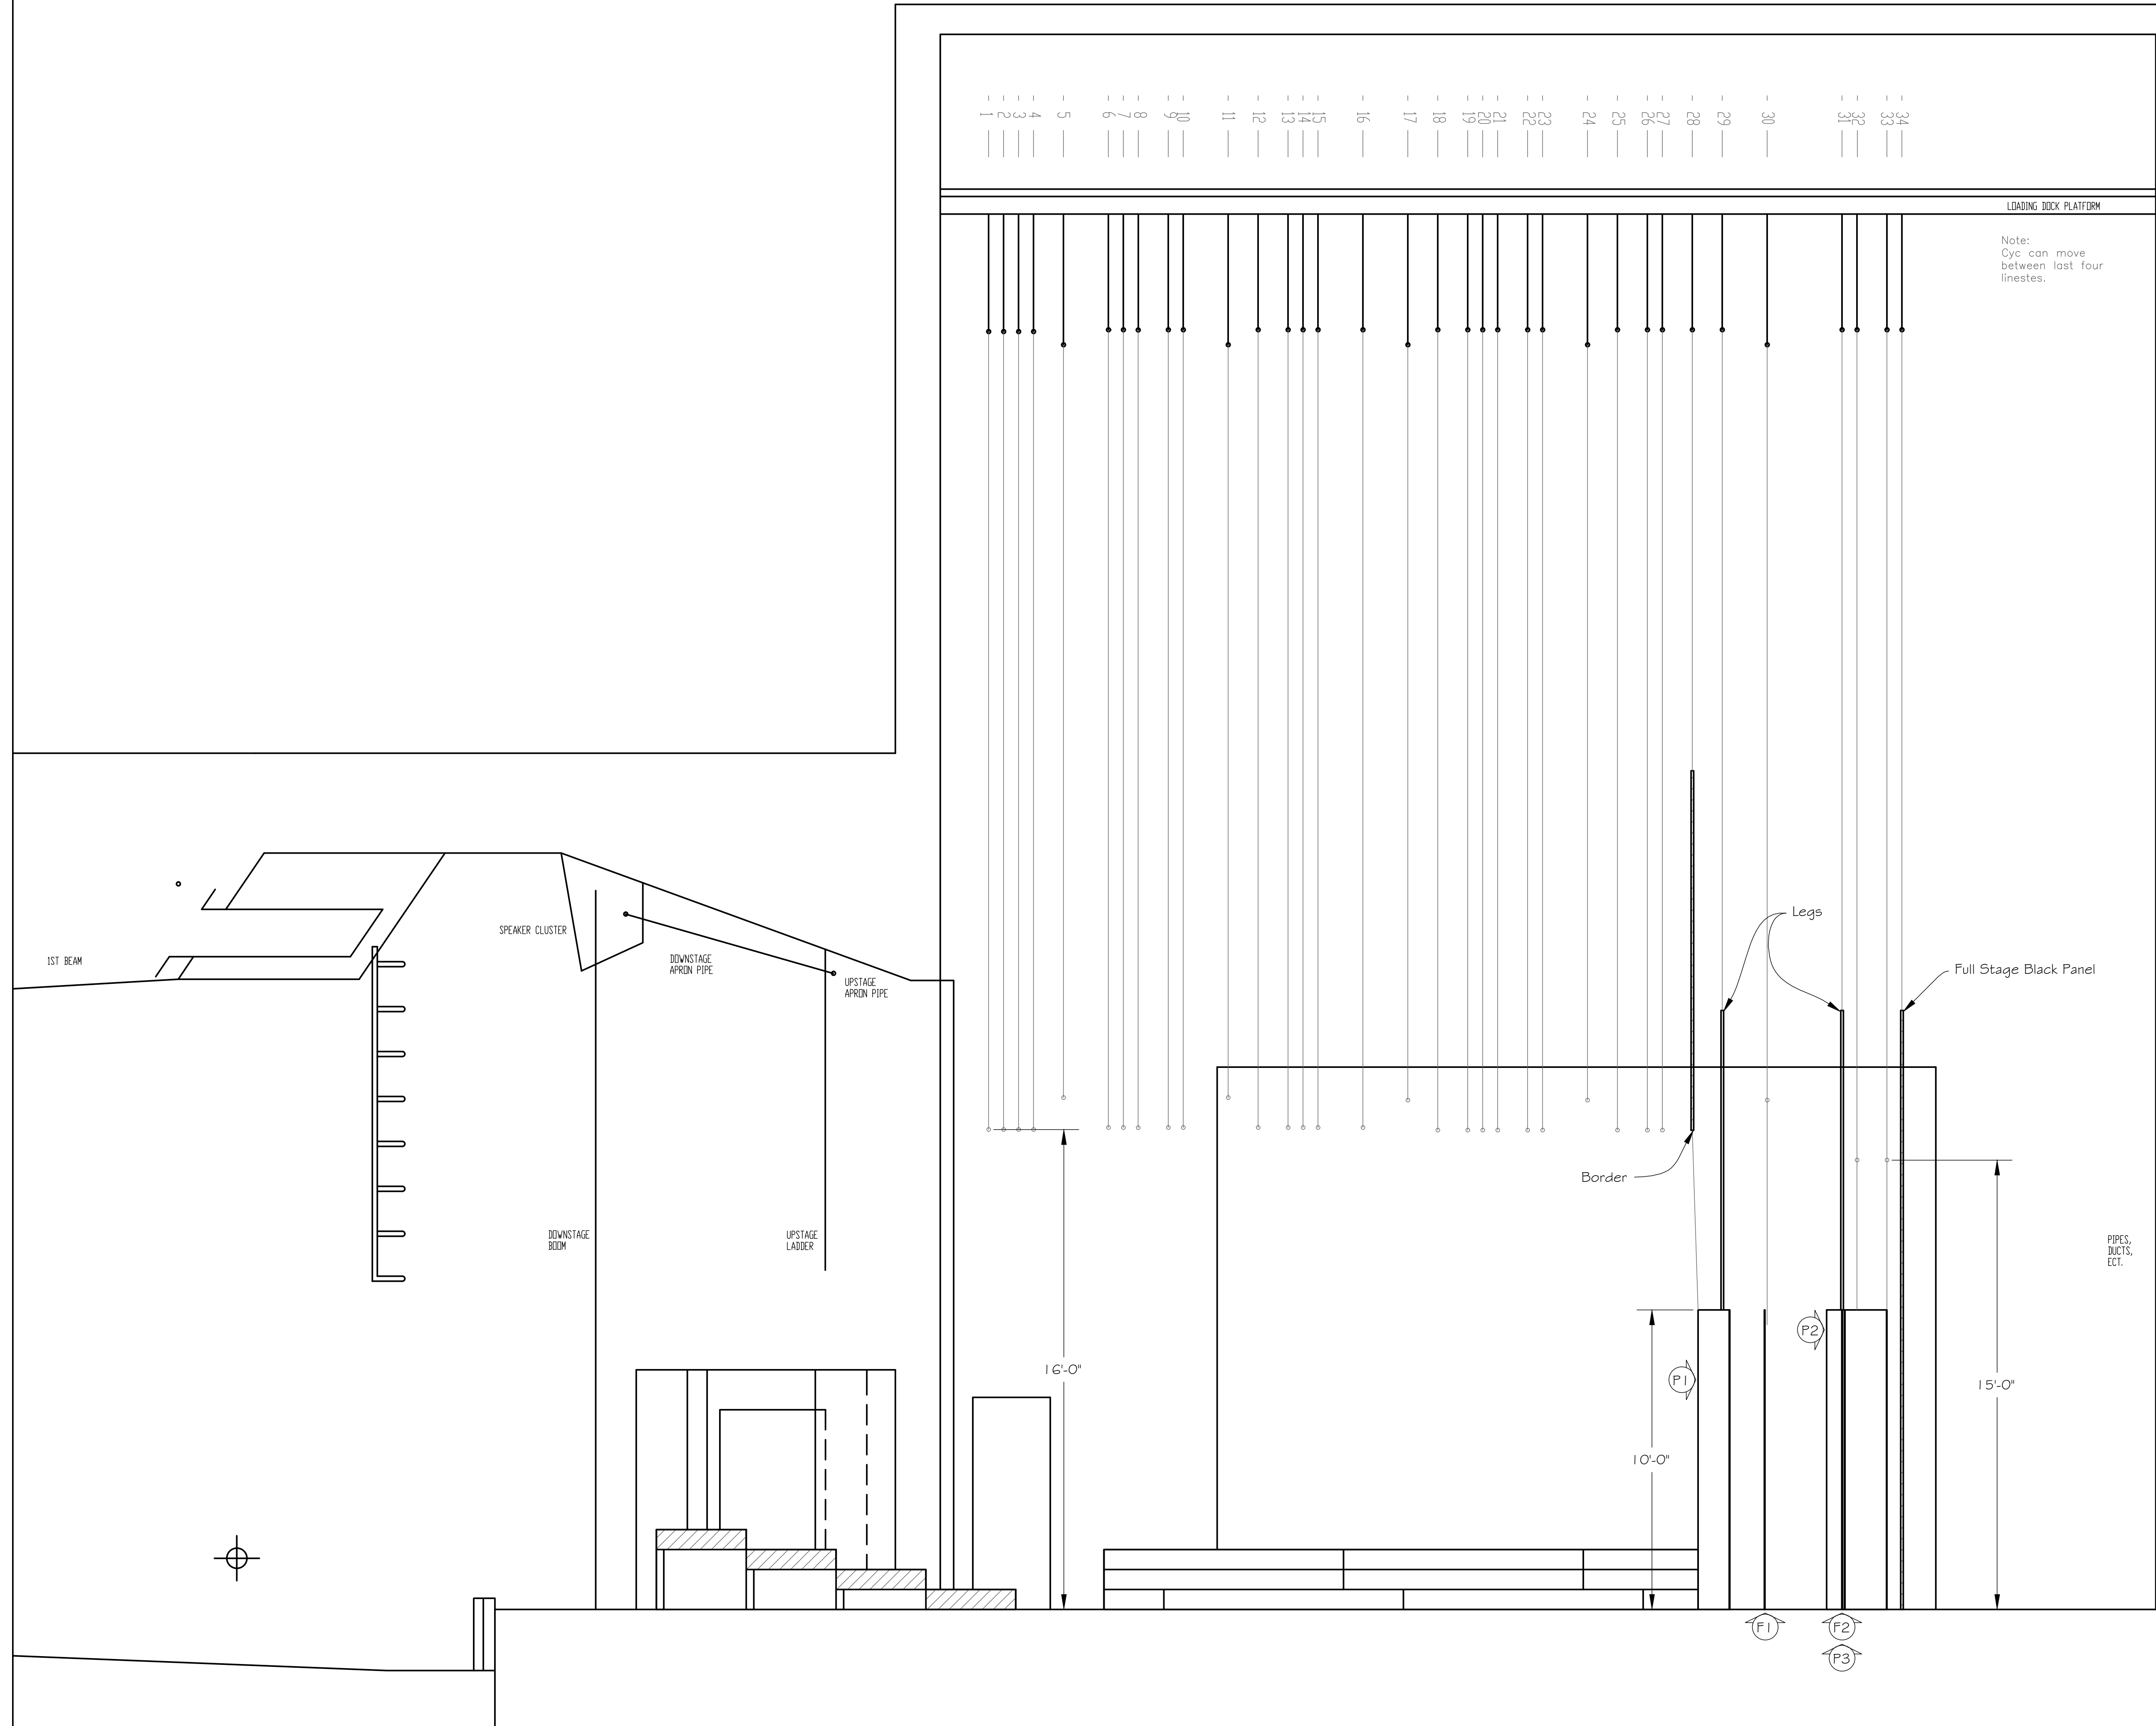 1 2 3 4 5 6 7 8 9 10 11 12 13 14 15 16 17 18 19 20 21 22 23 24 25 26 27 28 29 30 31 32 33 34
LOADING DOCK PLATFORM
Note:
Cyc can move
between last four
linestes.
Legs
SPEAKER CLUSTER
1ST BEAM
DOWNSTAGE
APRON PIPE
UPSTAGE
APRON PIPE
Full Stage Black Panel
Border
DOWNSTAGE
BOOM
UPSTAGE
LADDER
PIPES,
DUCTS,
ECT.
P2
16'-0"
P1
15'-0"
10'-0"
F1
F2
P3